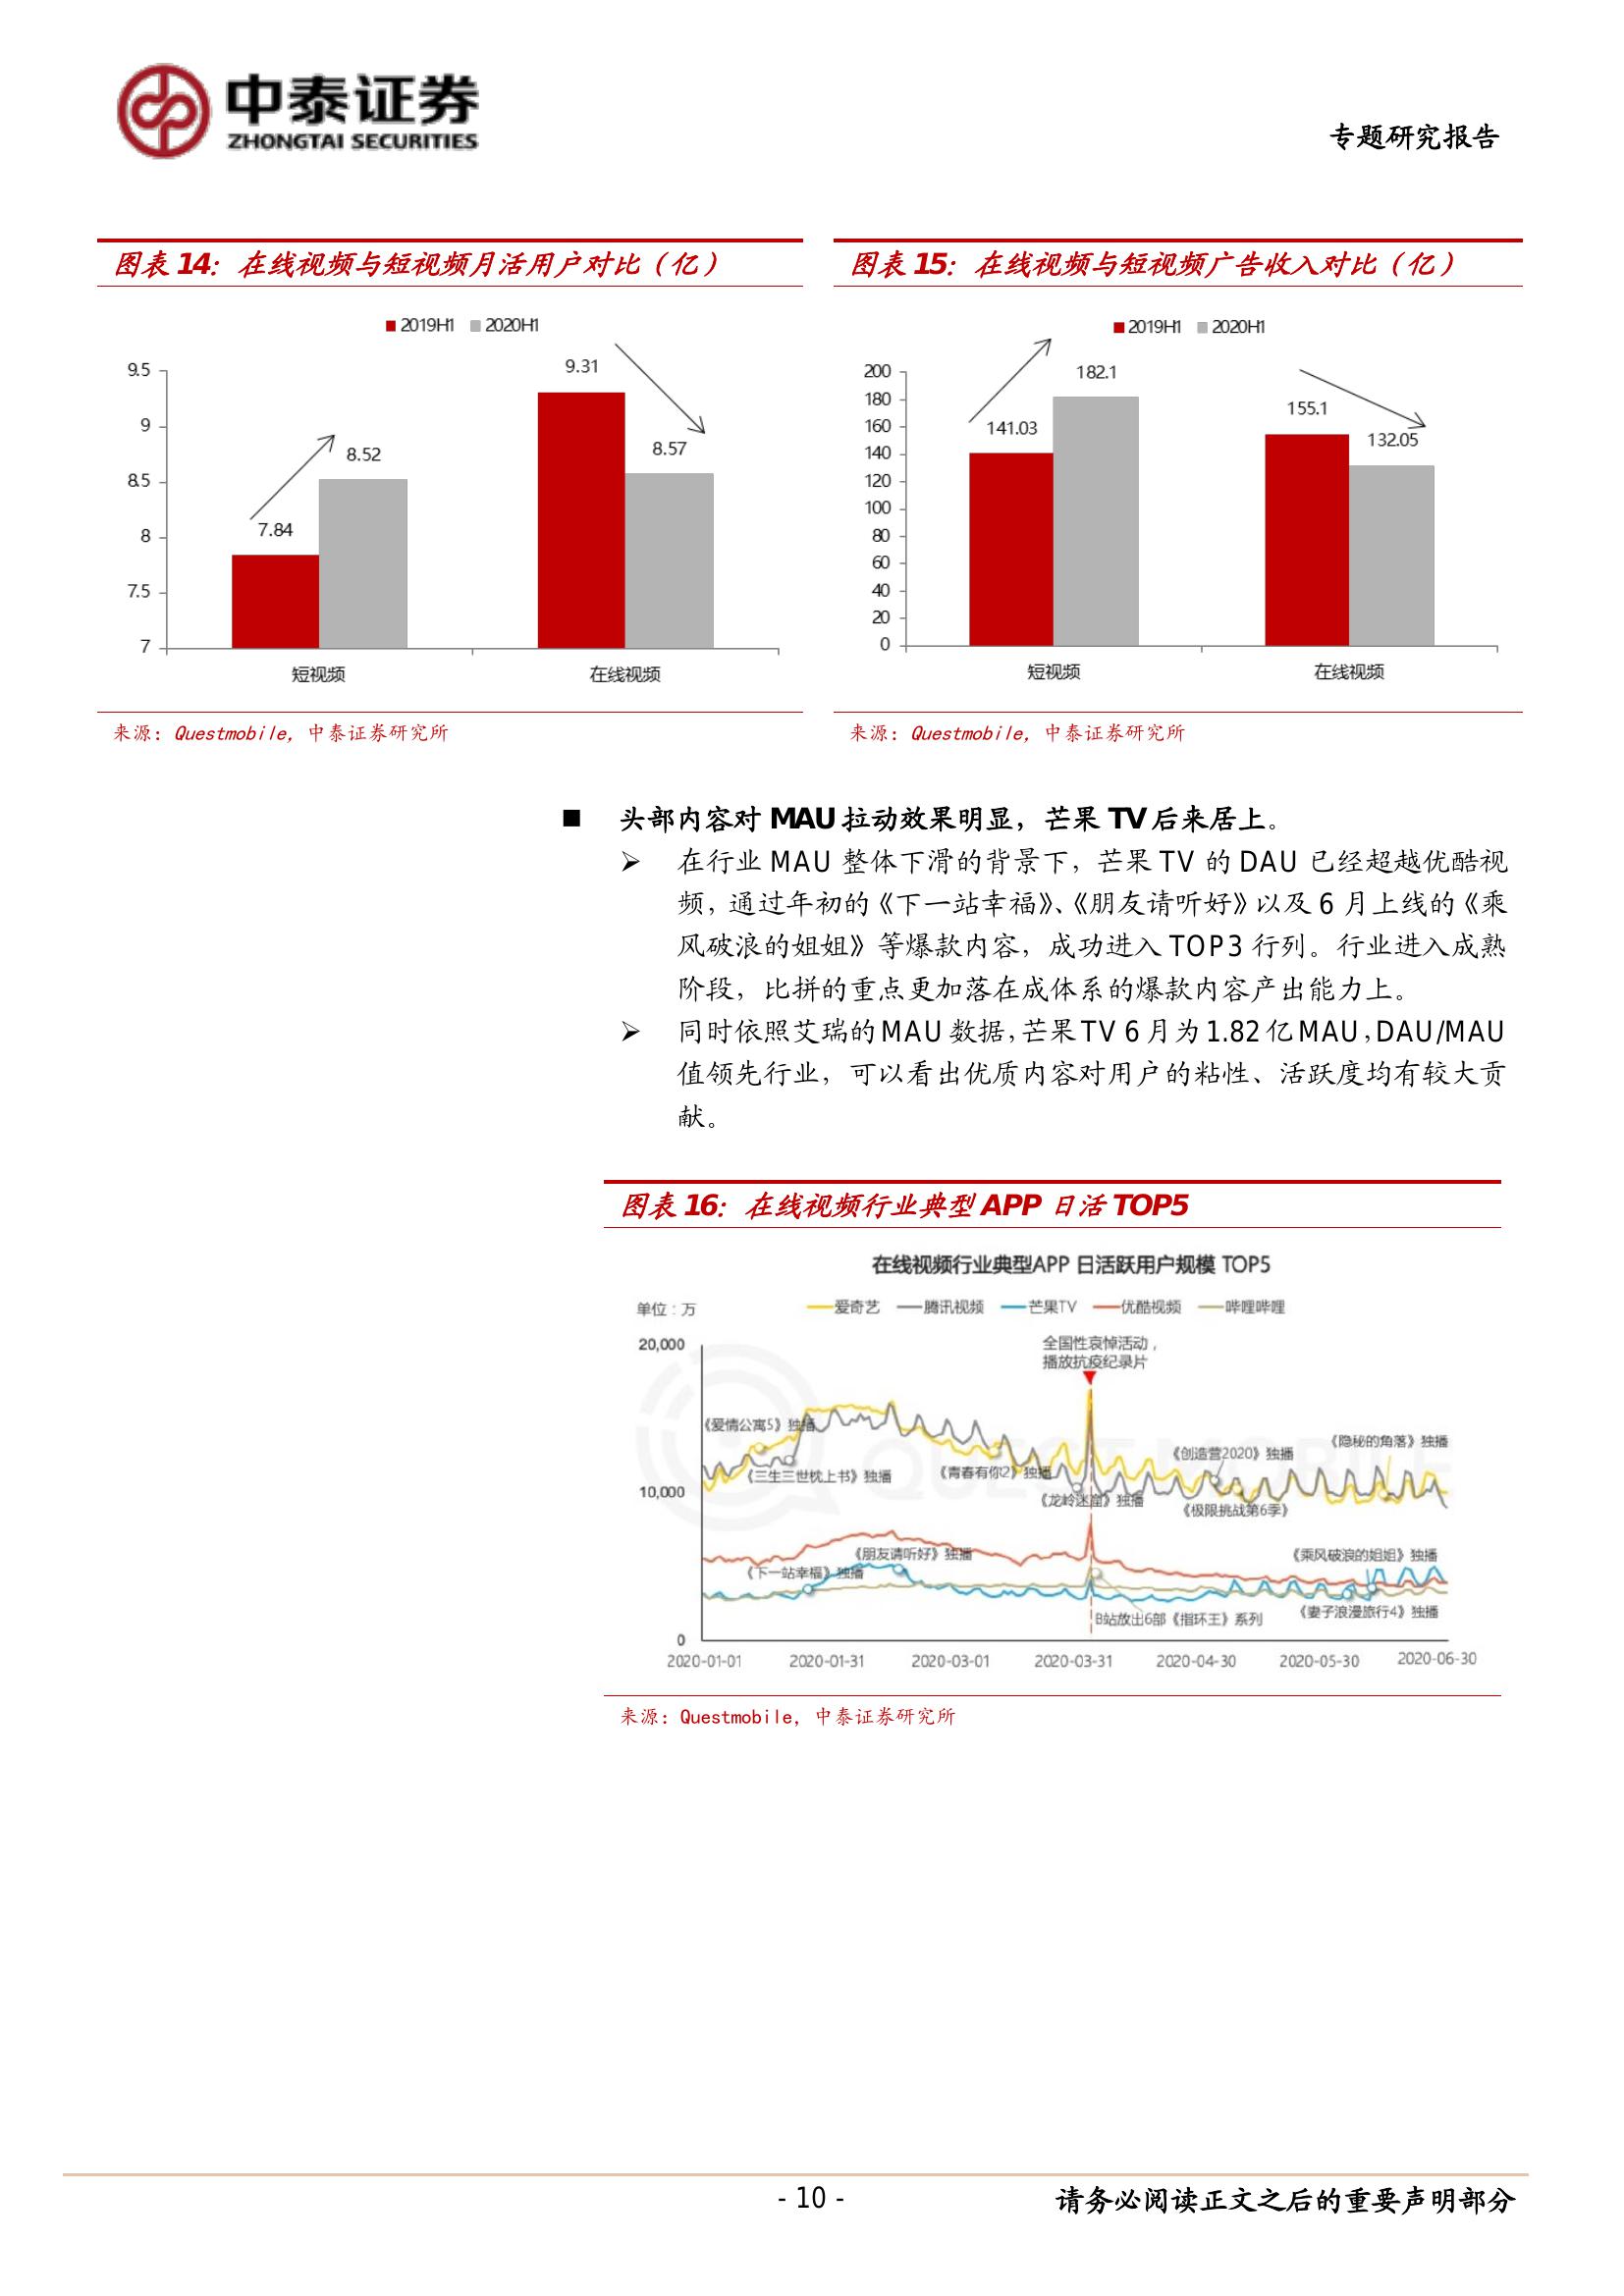 中泰证券
ZHONGTAI SECURITIES
专题研究报告
图表 14：在线视频与短视频月活用户对比（亿）
2019H1 2020H1
9.5
9
8.5
8
7.5
7
7.84
8.52
9.31
8.57
短视频 在线视频
来源：Questmobile，中泰证券研究所
图表 15：在线视频与短视频广告收入对比（亿）
2019H1 2020H1
200
180
160
140
120
100
80
60
40
20
0
141.03
182.1
155.1
132.05
短视频 在线视频
来源：Questmobile，中泰证券研究所
■ 头部内容对 MAU 拉动效果明显，芒果 TV 后来居上。
➢ 在行业 MAU 整体下滑的背景下，芒果 TV 的 DAU 已经超越优酷视
频，通过年初的《下一站幸福》、《朋友请听好》以及 6 月上线的《乘
风破浪的姐姐》等爆款内容，成功进入 TOP3 行列。行业进入成熟
阶段，比拼的重点更加落在成体系的爆款内容产出能力上。
➢ 同时依照艾瑞的 MAU 数据，芒果 TV 6 月为 1.82 亿 MAU，DAU/MAU
值领先行业，可以看出优质内容对用户的粘性、活跃度均有较大贡
献。
图表 16：在线视频行业典型 APP 日活 TOP5
在线视频行业典型APP 日活跃用户规模 TOP5
单位：万
爱奇艺 腾讯视频 芒果TV 优酷视频 哔哩哔哩
20,000
10,000
0
全国性哀悼活动，
播放抗疫纪录片
《爱情公寓5》独播
《三生三世枕上书》独播
《青春有你2》独播
《龙岭迷窟》独播
《创造营2020》独播
《极限挑战第6季》
《隐秘的角落》独播
《朋友请听好》独播
《下一站幸福》独播
《乘风破浪的姐姐》独播
《妻子浪漫旅行4》独播
B站放出6部《指环王》系列
QUEST MOBILE
2020-01-01 2020-01-31 2020-03-01 2020-03-31 2020-04-30 2020-05-30 2020-06-30
来源：Questmobile，中泰证券研究所
- 10 -
请务必阅读正文之后的重要声明部分